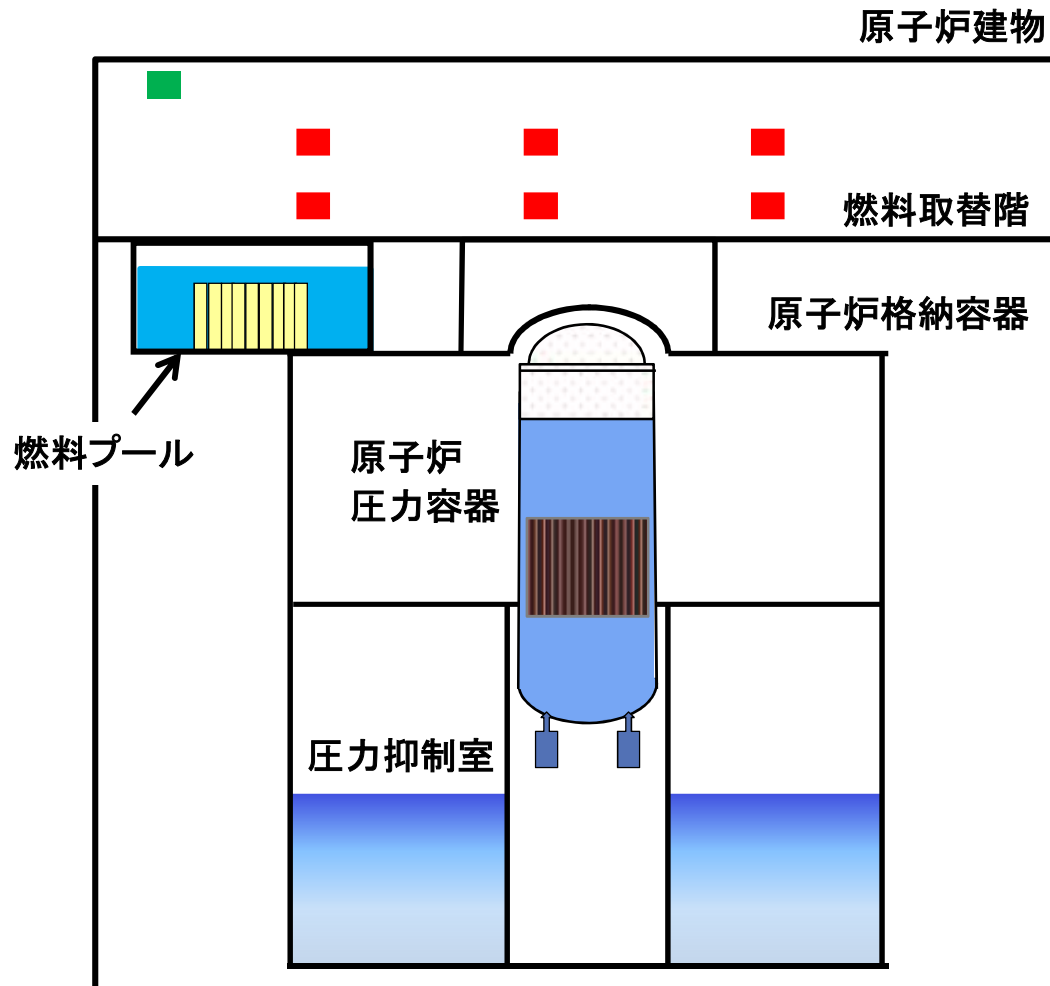 原子炉建物
燃料取替階
原子炉格納容器
燃料プール
原子炉
圧力容器
圧力抑制室